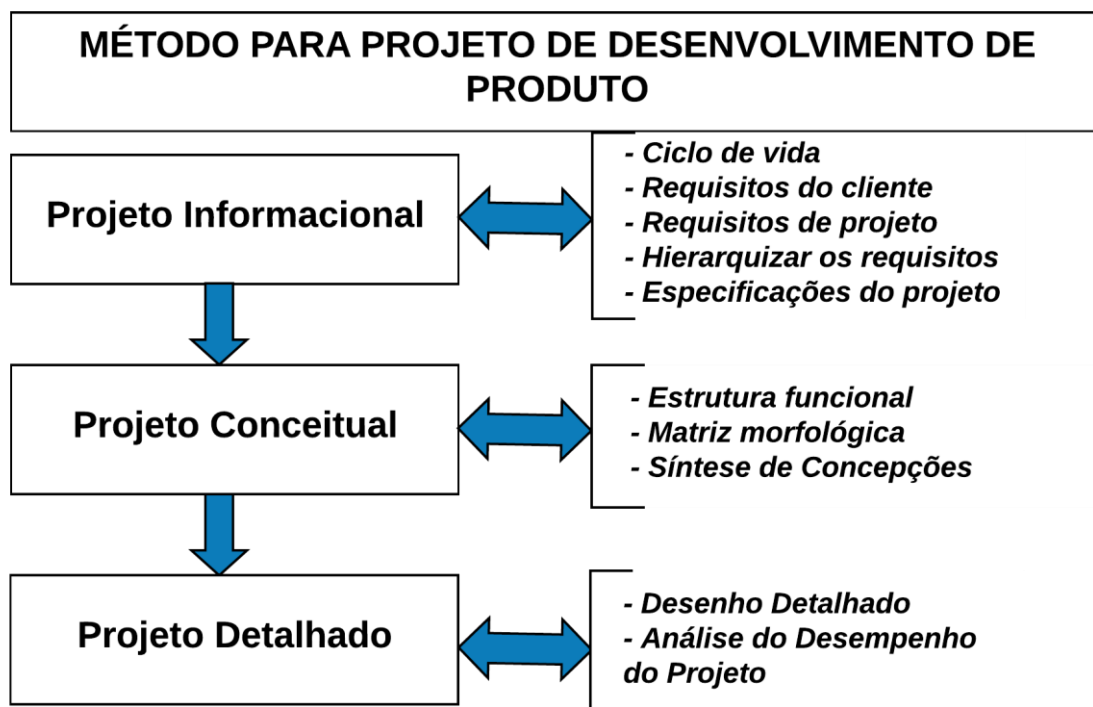 MÉTODO PARA PROJETO DE DESENVOLVIMENTO DE
PRODUTO
Projeto Informacional
- Ciclo de vida
- Requisitos do cliente
- Requisitos de projeto
- Hierarquizar os requisitos
- Especificações do projeto
Projeto Conceitual
- Estrutura funcional
- Matriz morfológica
- Síntese de Concepções
Projeto Detalhado
- Desenho Detalhado
- Análise do Desempenho
do Projeto